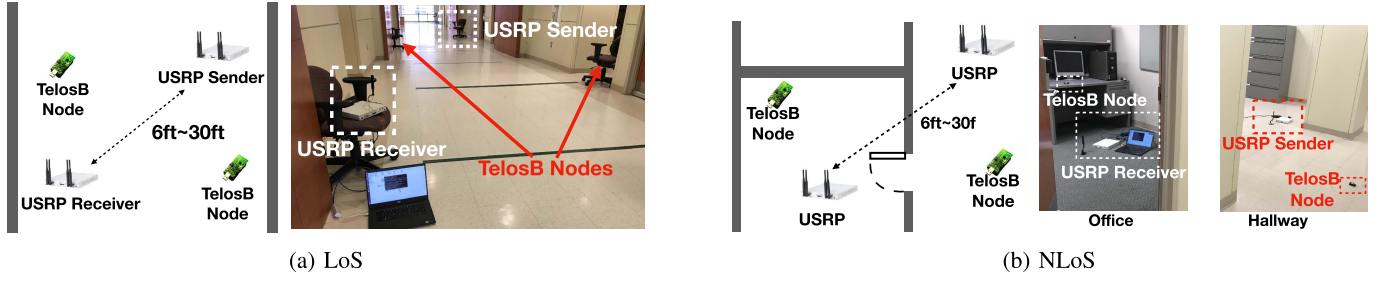 TelosB
Node
USRP Sender
6ft~30ft
USRP Receiver
TelosB
Node
USRP Sender
USRP Receiver
TelosB Nodes
(a) LoS
USRP
TelosB
Node
6ft~30f
USRP
TelosB
Node
TelosB Node
USRP Receiver
Office
USRP Sender
TelosB
Node
Hallway
(b) NLoS